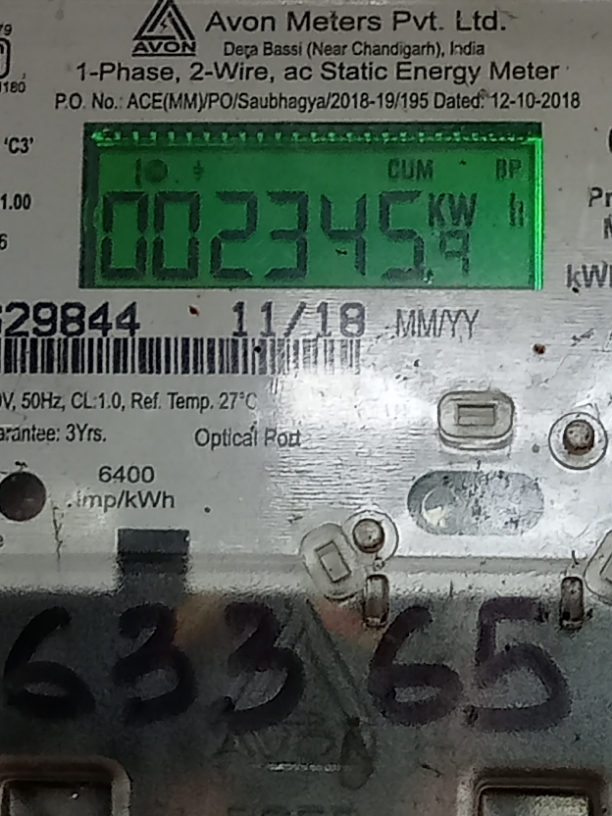 Avon Meters Pvt. Ltd.
AVON
Dera Bassi (Near Chandigarh), India
1-Phase, 2-Wire, ac Static Energy Meter
P.O. No.: ACE(MM)/PO/Saubhagya/2018-19/195 Dated: 12-10-2018
'C3'
CUM BP
002345.9 KW h
1.00
6
29844 11/18 MM/YY
V, 50Hz, CL:1.0, Ref. Temp. 27°C
arantee: 3Yrs. Optical Port
6400
imp/kWh
63365
AVON